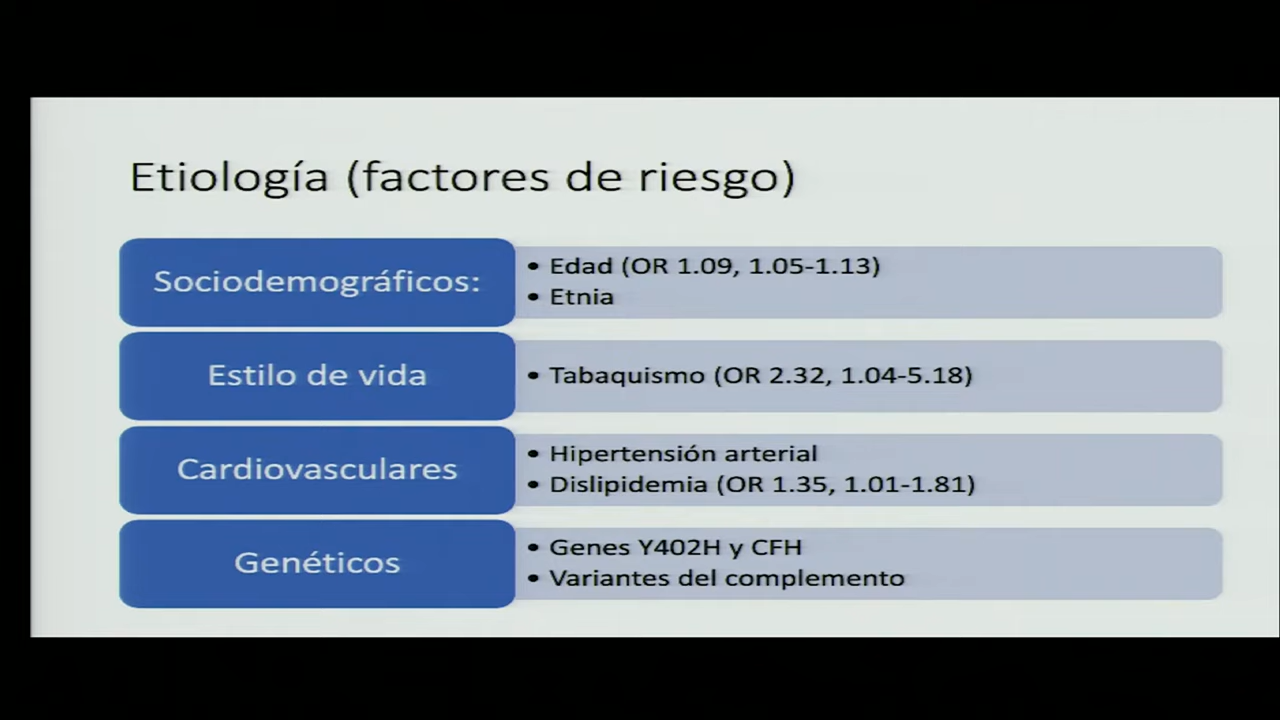 Etiología (factores de riesgo)
Sociodemográficos:
• Edad (OR 1.09, 1.05-1.13)
• Etnia
Estilo de vida
• Tabaquismo (OR 2.32, 1.04-5.18)
Cardiovasculares
• Hipertensión arterial
• Dislipidemia (OR 1.35, 1.01-1.81)
Genéticos
• Genes Y402H y CFH
• Variantes del complemento